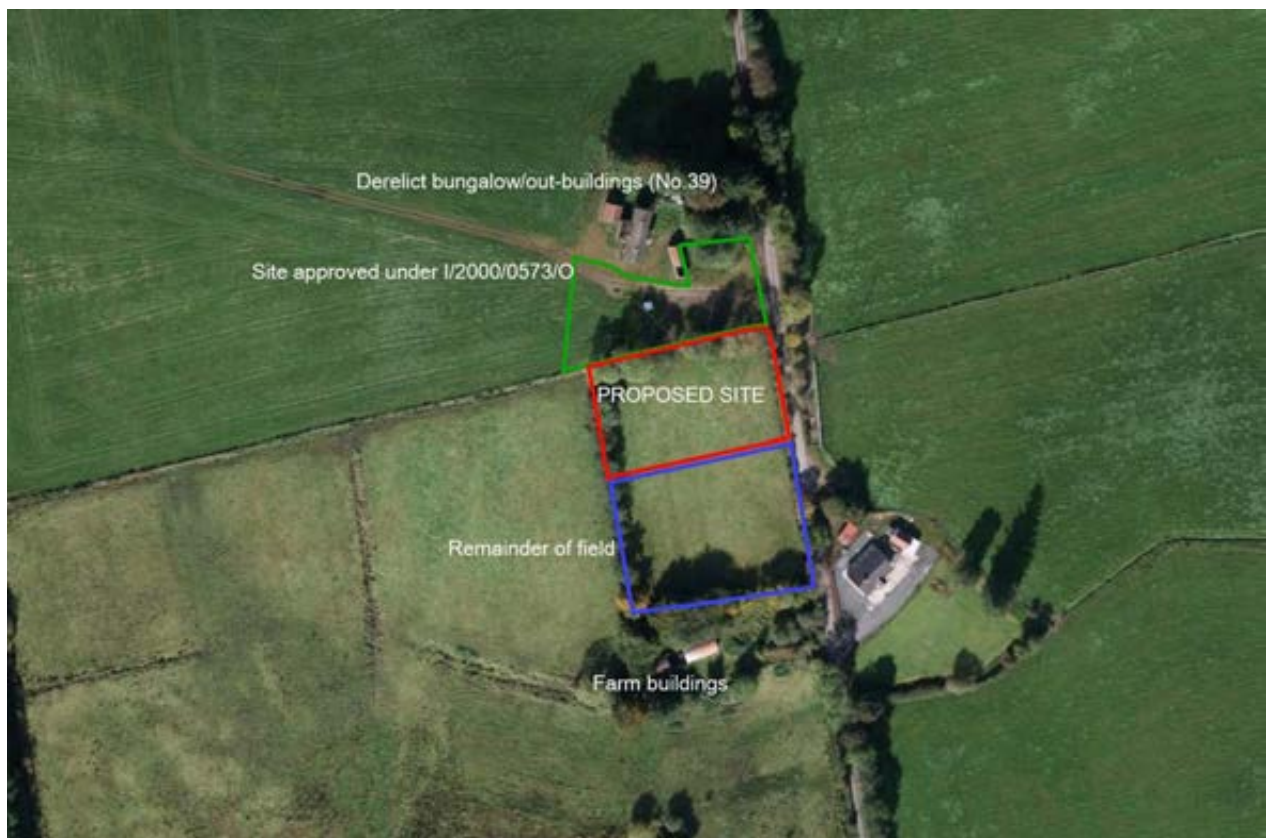 Derelict bungalow/out-buildings (No.39)
Site approved under I/2000/0573/O
PROPOSED SITE
Remainder of field
Farm buildings